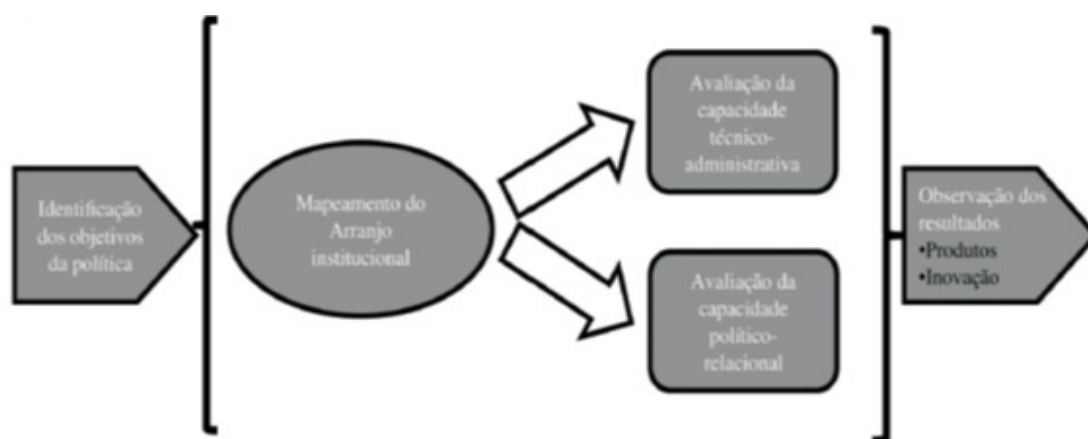 Identificação
dos objetivos
da política
Mapeamento do
Arranjo
institucional
Avaliação da
capacidade
técnico-
administrativa
Avaliação da
capacidade
político-
relacional
Observação dos
resultados
•Produtos
•Inovação